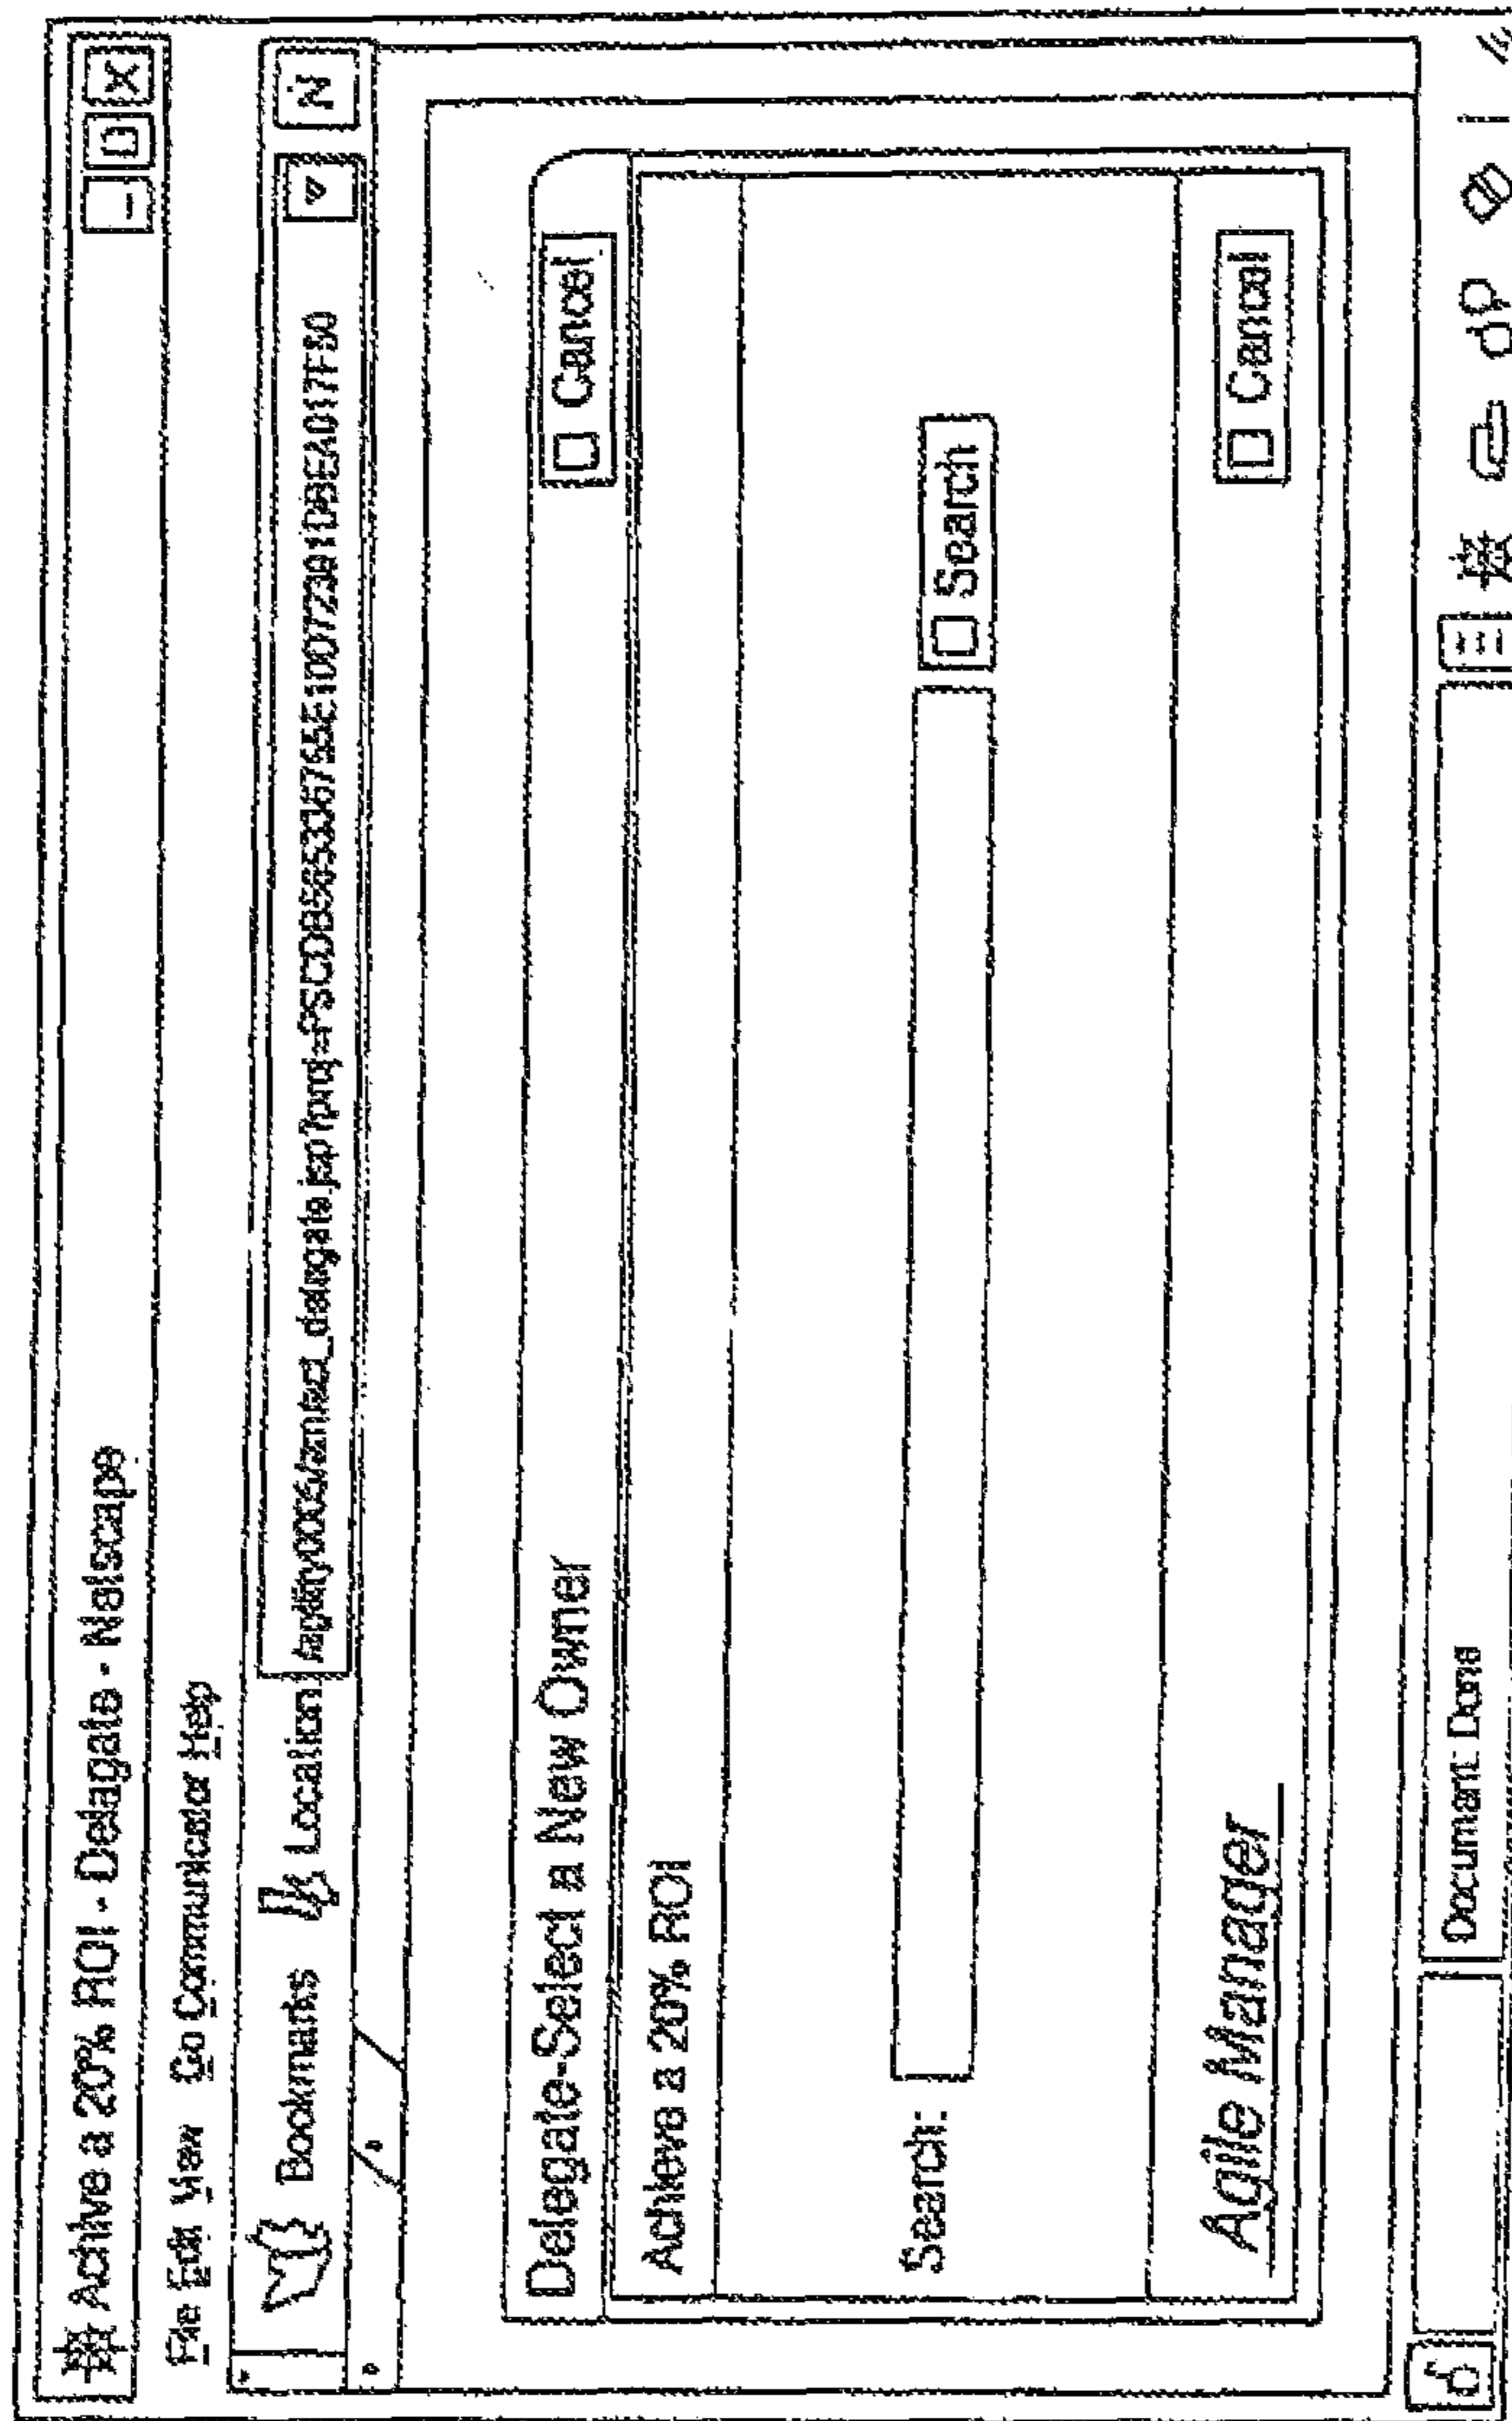 Achive a 20% ROI - Delagate - Netscape
File Edit View Go Communicator Help
Bookmarks Location
N
Delegate-Select a New Owner
Cancel
Achieve a 20% ROI
Search:
Search
Agile Manager
Cancel
Document: Done